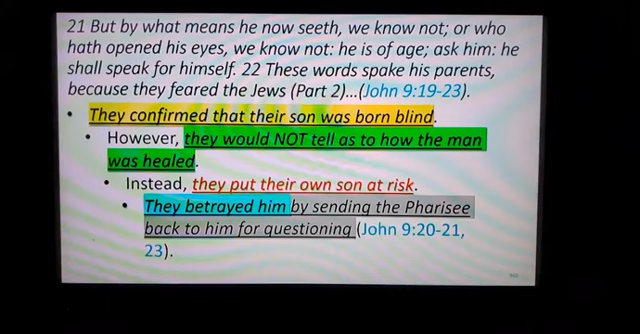 21 But by what means he now seeth, we know not; or who
hath opened his eyes, we know not: he is of age; ask him: he
shall speak for himself. 22 These words spake his parents,
because they feared the Jews (Part 2)...(John 9:19-23).
• They confirmed that their son was born blind.
• However, they would NOT tell as to how the man
was healed.
• Instead, they put their own son at risk.
• They betrayed him by sending the Pharisee
back to him for questioning (John 9:20-21,
23).